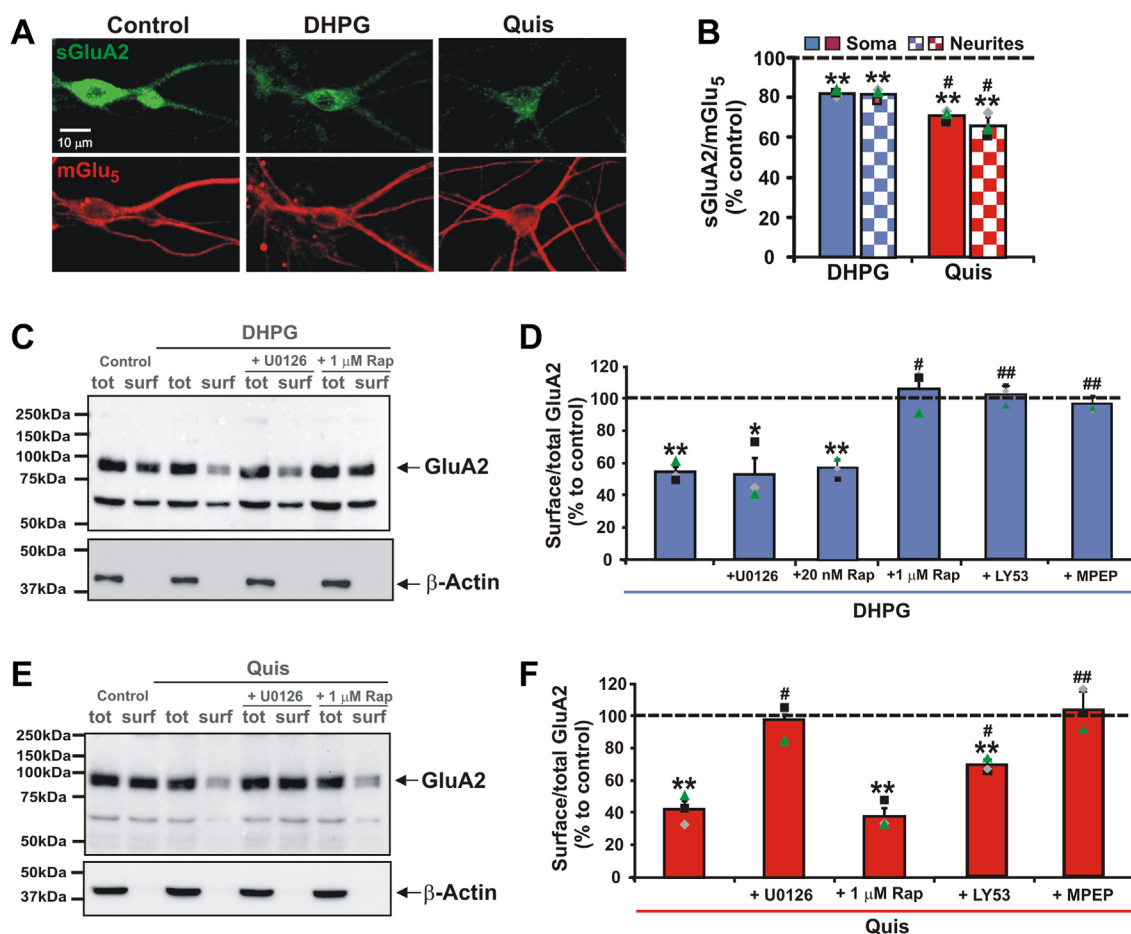 A
Control
DHPG
Quis
sGluA2
10 μm
mGlu5
B
Soma
Neurites
sGluA2/mGlu5
(% control)
100
80
60
40
20
0
**
**
#
**
#
**
DHPG
Quis
C
DHPG
Control
+ U0126
+ 1 μM Rap
tot surf tot surf tot surf tot surf
250kDa
150kDa
100kDa
75kDa
50kDa
GluA2
50kDa
37kDa
β-Actin
D
Surface/total GluA2
(% to control)
120
100
80
60
40
20
0
**
*
**
#
##
##
+U0126
+20 nM Rap
+1 μM Rap
+ LY53
+ MPEP
DHPG
E
Quis
Control
+ U0126
+ 1 μM Rap
tot surf tot surf tot surf tot surf
250kDa
150kDa
100kDa
75kDa
50kDa
GluA2
50kDa
37kDa
β-Actin
F
Surface/total GluA2
(% to control)
120
100
80
60
40
20
0
**
#
**
#
**
##
+ U0126
+ 1 μM Rap
+ LY53
+ MPEP
Quis